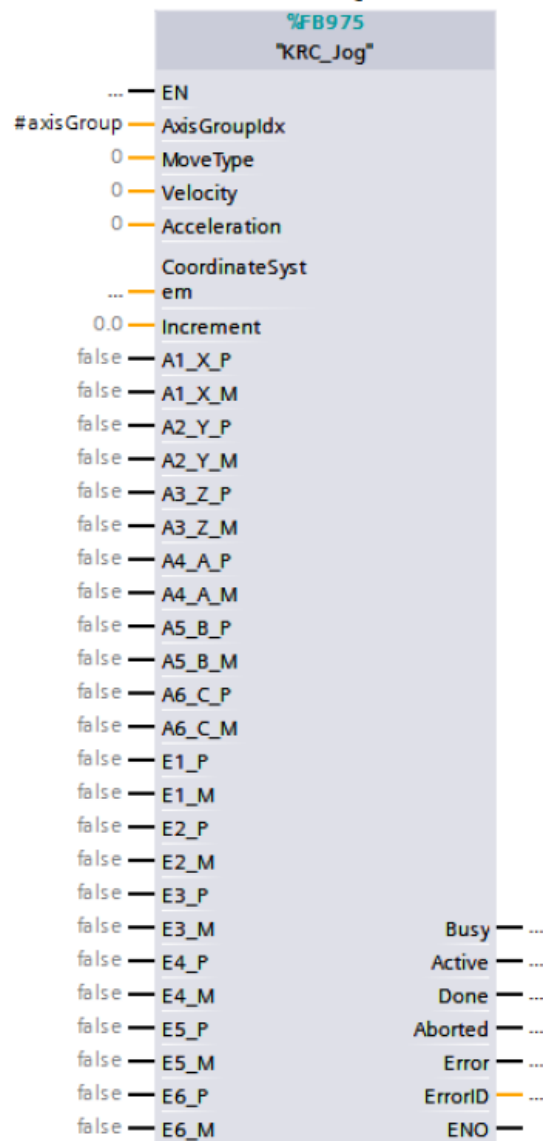 %FB975
"KRC_Jog"
... EN
#axisGroup AxisGroupIdx
0 MoveType
0 Velocity
0 Acceleration
CoordinateSyst
... em
0.0 Increment
false A1_X_P
false A1_X_M
false A2_Y_P
false A2_Y_M
false A3_Z_P
false A3_Z_M
false A4_A_P
false A4_A_M
false A5_B_P
false A5_B_M
false A6_C_P
false A6_C_M
false E1_P
false E1_M
false E2_P
false E2_M
false E3_P
false E3_M Busy ...
false E4_P Active ...
false E4_M Done ...
false E5_P Aborted ...
false E5_M Error ...
false E6_P ErrorID ...
false E6_M ENO